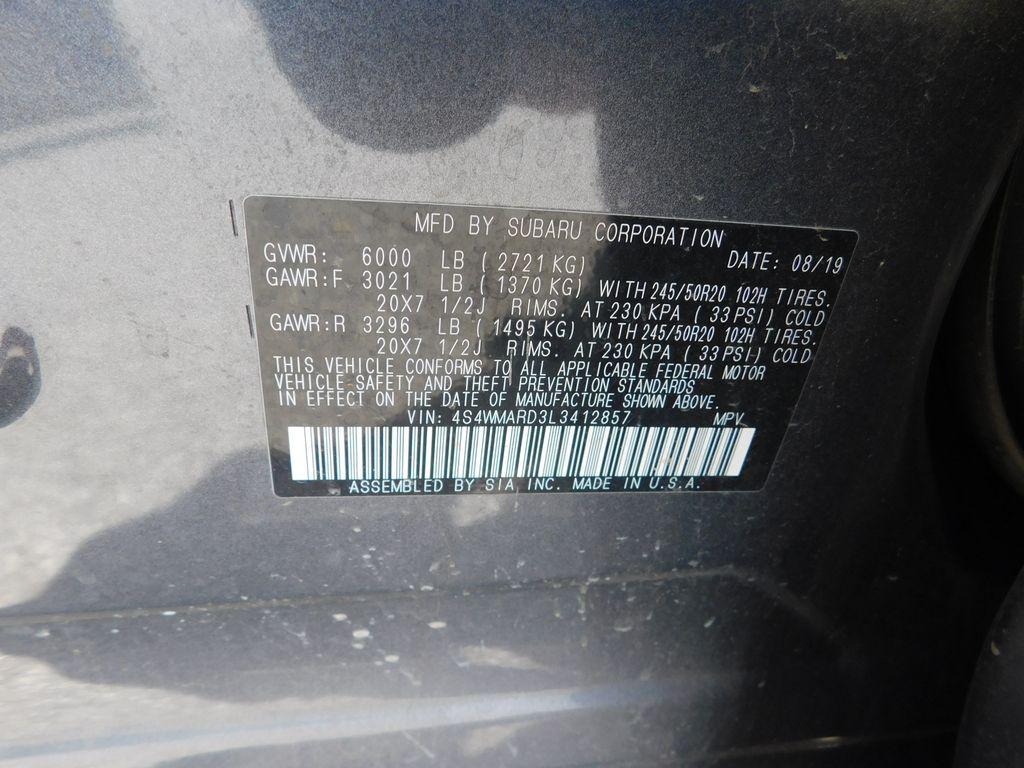 MFD BY SUBARU CORPORATION
GVWR: 6000 LB (2721KG) DATE: 08/19
GAWR:F 3021 LB (1370 KG) WITH 245/50R20 102H TIRES.
20X7 1/2J RIMS. AT 230 KPA (33PSI) COLD
GAWR:R 3296 LB (1495 KG) WITH 245/50R20 102H TIRES.
20X7 1/2J RIMS. AT 230 KPA (33 PSI) COLD
THIS VEHICLE CONFORMS TO ALL APPLICABLE FEDERAL MOTOR
VEHICLE SAFETY AND THEFT PREVENTION STANDARDS
IN EFFECT ON THE DATE OF MANUFACTURE SHOWN ABOVE.
VIN: 4S4WMARD3L3412857 MPV
ASSEMBLED BY SIA INC. MADE IN U.S.A.